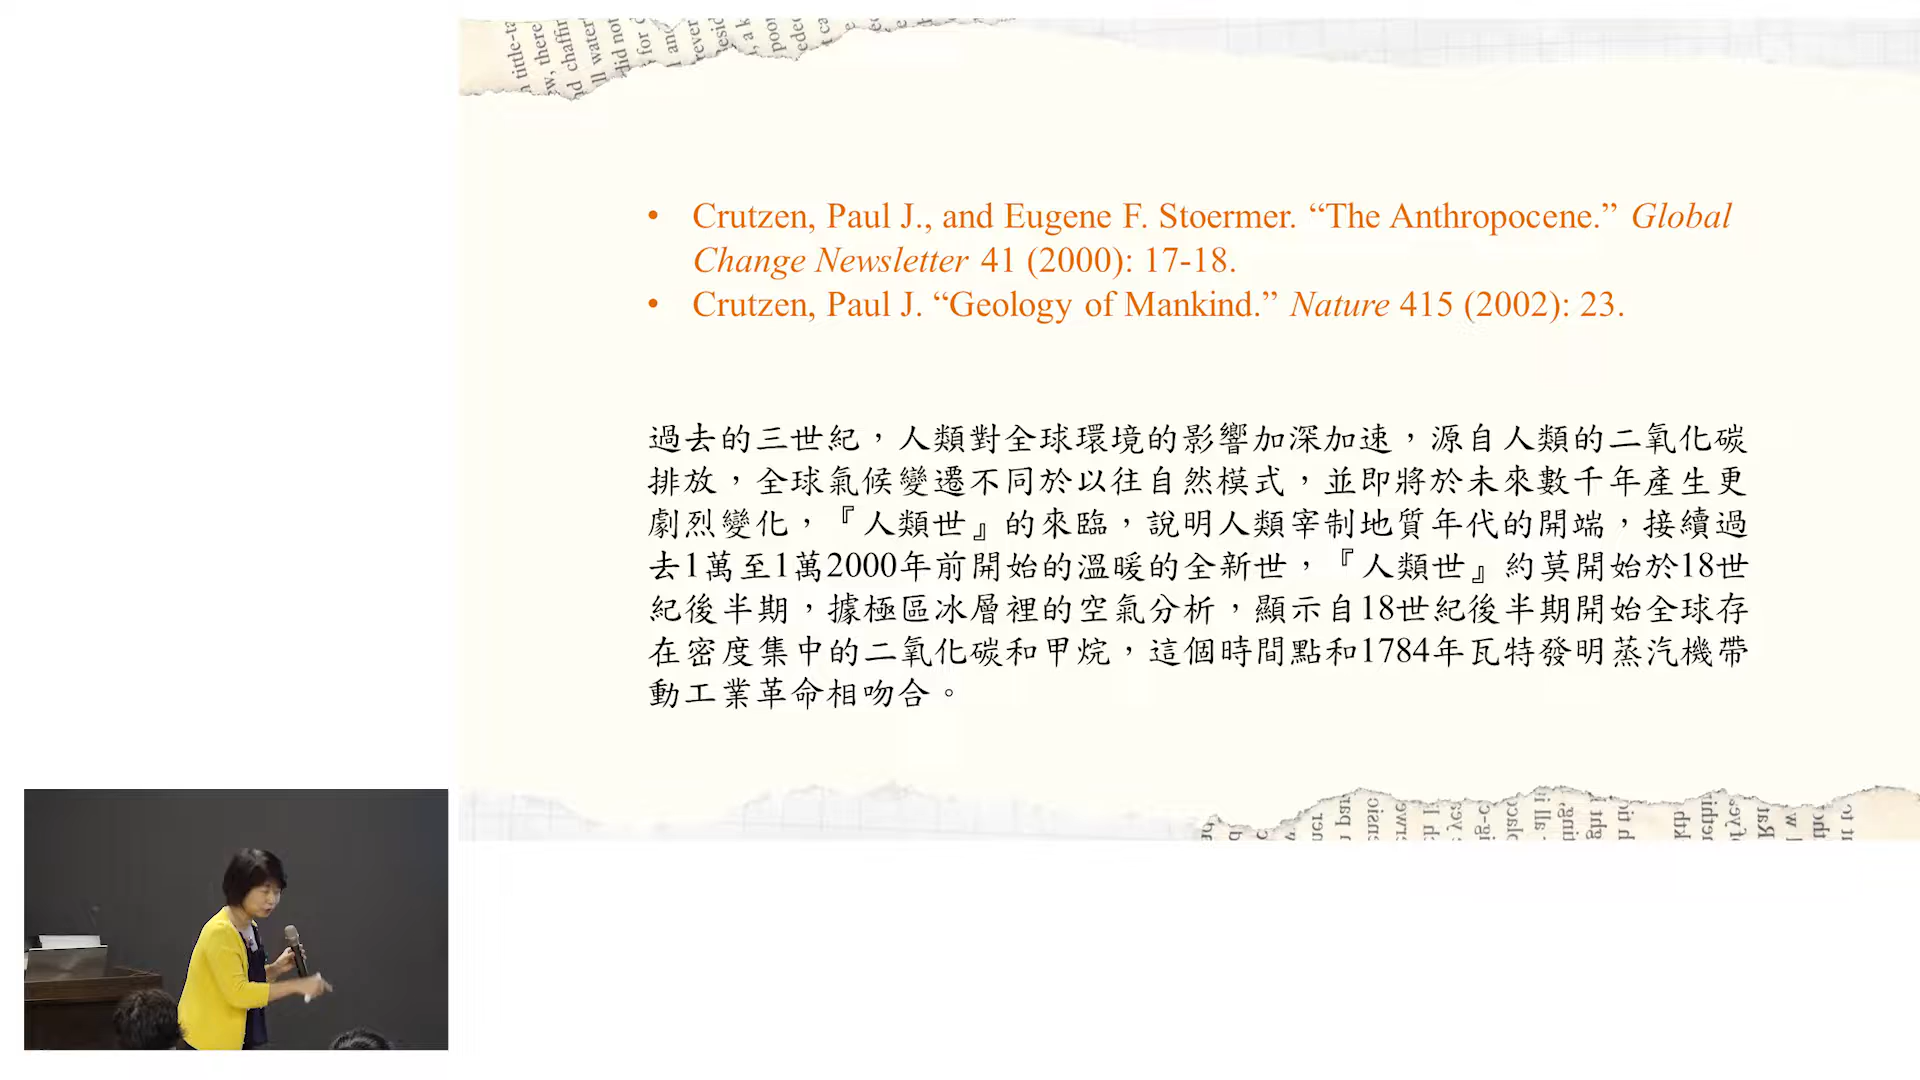 • Crutzen, Paul J., and Eugene F. Stoermer. “The Anthropocene.” Global
Change Newsletter 41 (2000): 17-18.
• Crutzen, Paul J. “Geology of Mankind.” Nature 415 (2002): 23.
過去的三世紀，人類對全球環境的影響加深加速，源自人類的二氧化碳
排放，全球氣候變遷不同於以往自然模式，並即將於未來數千年產生更
劇烈變化，『人類世』的來臨，說明人類宰制地質年代的開端，接續過
去1萬至1萬2000年前開始的溫暖的全新世，『人類世』約莫開始於18世
紀後半期，據極區冰層裡的空氣分析，顯示自18世紀後半期開始全球存
在密度集中的二氧化碳和甲烷，這個時間點和1784年瓦特發明蒸汽機帶
動工業革命相吻合。